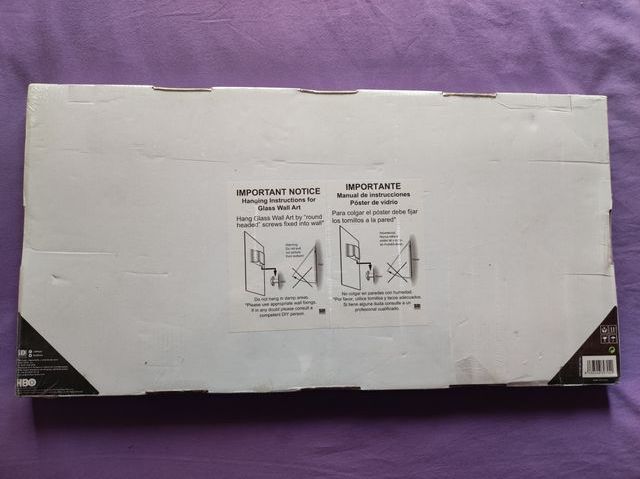 IMPORTANT NOTICE
Hanging Instructions for
Glass Wall Art
Hang Glass Wall Art by "round
headed" screws fixed into wall"
Do not hang in damp areas.
*Please use appropriate wall fixings.
If in any doubt please consult a
competent DIY person.
IMPORTANTE
Manual de instrucciones
Póster de vidrio
Para colgar el póster debe fijar
los tornillos a la pared*
No colgar en paredes con humedad.
*Por favor, utilice tornillos y tacos adecuados.
Si tiene alguna duda consulte a un
profesional cualificado.
HBO